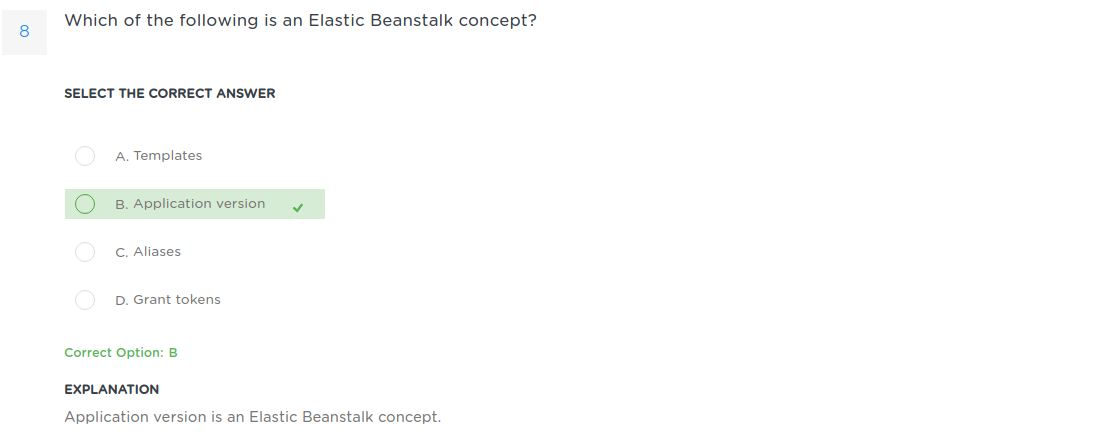 8
Which of the following is an Elastic Beanstalk concept?
SELECT THE CORRECT ANSWER
A. Templates
B. Application version
C. Aliases
D. Grant tokens
Correct Option: B
EXPLANATION
Application version is an Elastic Beanstalk concept.